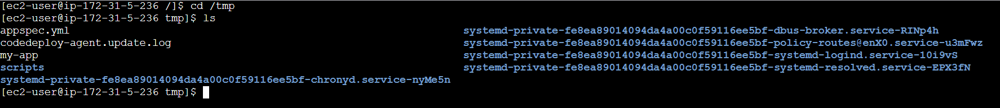 [ec2-user@ip-172-31-5-236 /]$ cd /tmp
[ec2-user@ip-172-31-5-236 tmp]$ ls
appspec.yml systemd-private-fe8ea89014094da4a00c0f59116ee5bf-dbus-broker.service-RINp4h
codedeploy-agent.update.log systemd-private-fe8ea89014094da4a00c0f59116ee5bf-policy-routes@enX0.service-u3mFwz
my-app systemd-private-fe8ea89014094da4a00c0f59116ee5bf-systemd-logind.service-10i9vS
scripts systemd-private-fe8ea89014094da4a00c0f59116ee5bf-systemd-resolved.service-EPX3fN
systemd-private-fe8ea89014094da4a00c0f59116ee5bf-chronyd.service-nyMe5n
[ec2-user@ip-172-31-5-236 tmp]$